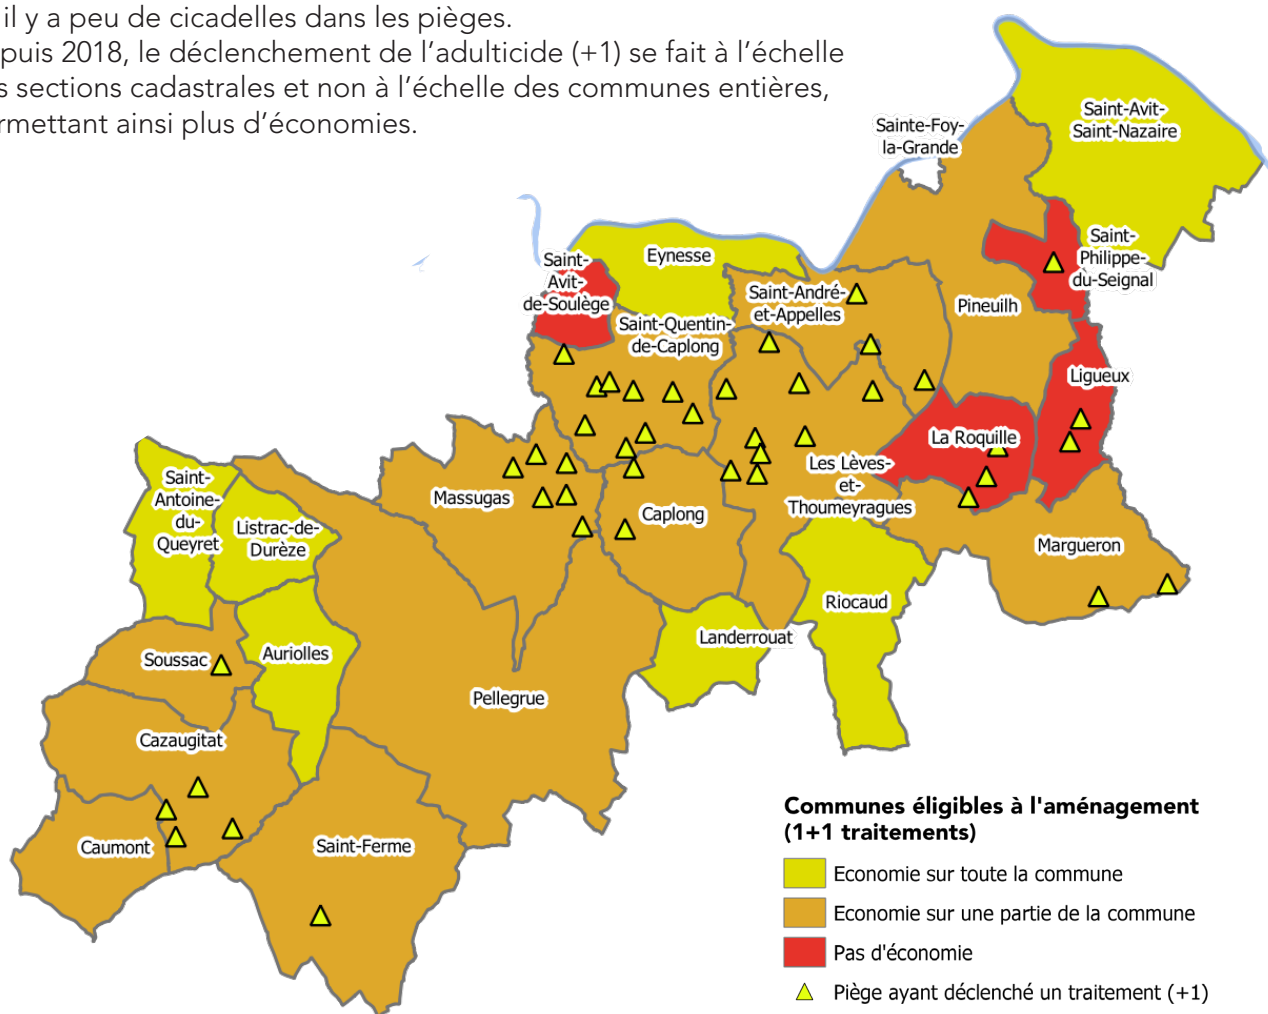 il y a peu de cicadelles dans les pièges.
puis 2018, le déclenchement de l'adulticide (+1) se fait à l'échelle
s sections cadastrales et non à l'échelle des communes entières,
rmettant ainsi plus d'économies.
Saint-Avit-
Saint-Nazaire
Sainte-Foy-
la-Grande
Saint-
Philippe-
du-Seignal
Eynesse
Saint-
Avit-
de-Soulège
Saint-André-
et-Appelles
Pineuilh
Saint-Quentin-
de-Caplong
Ligueux
La Roquille
Les Lèves-
et-
Thoumeyragues
Massugas
Caplong
Saint-
Antoine-
du-
Queyret
Listrac-de-
Durèze
Margueron
Riocaud
Landerrouat
Soussac
Auriolles
Pellegrue
Cazaugitat
Caumont
Saint-Ferme
Communes éligibles à l'aménagement
(1+1 traitements)
Economie sur toute la commune
Economie sur une partie de la commune
Pas d'économie
Piège ayant déclenché un traitement (+1)